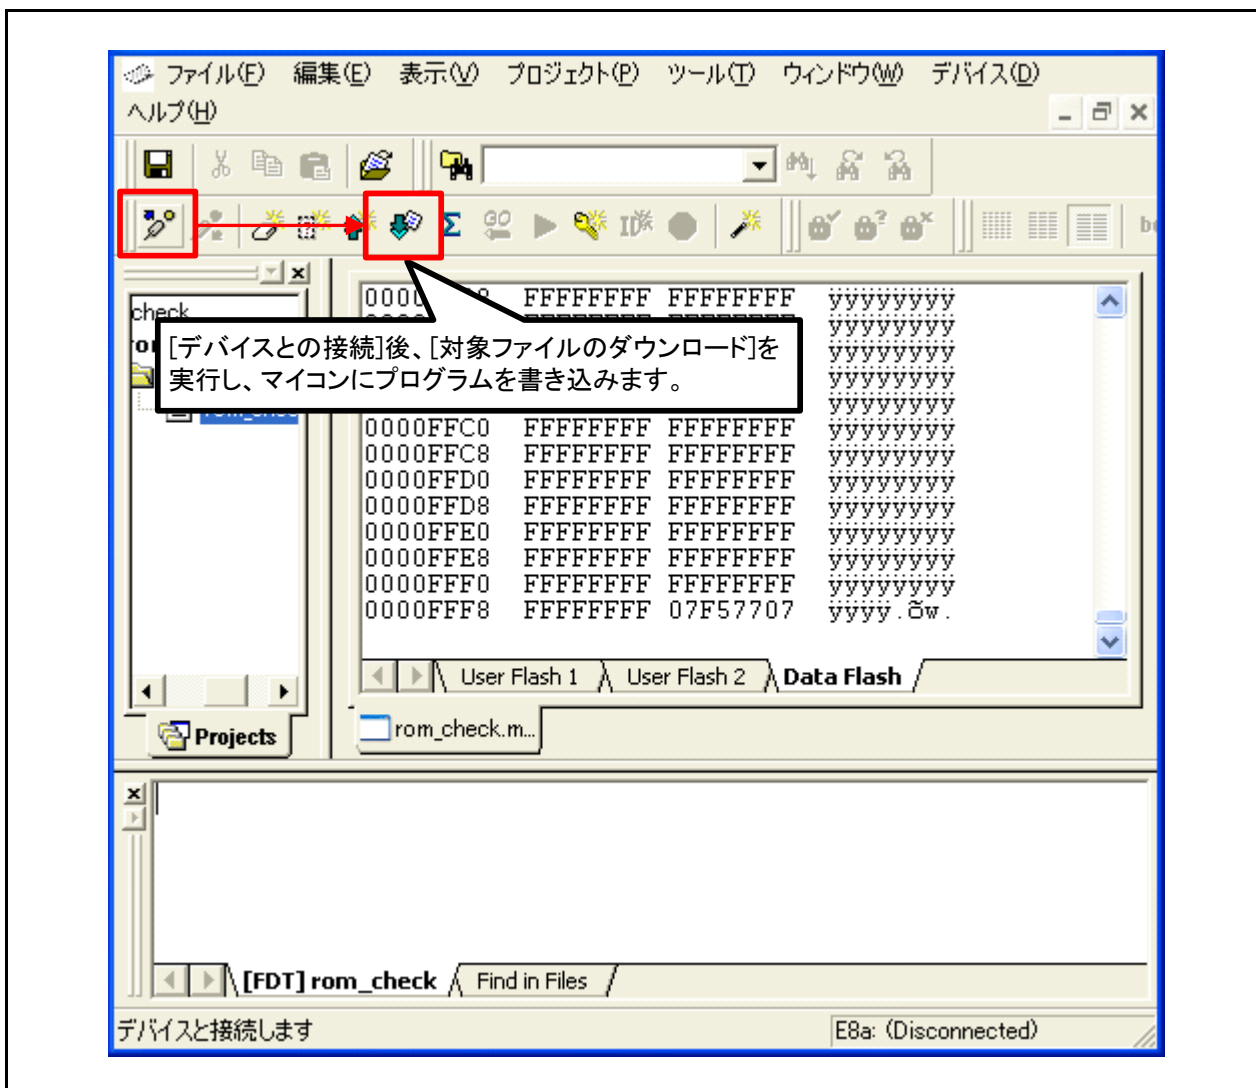 ファイル(F) 編集(E) 表示(V) プロジェクト(P) ツール(T) ウィンドウ(W) デバイス(D)
ヘルプ(H)
Σ GO ID
check
[デバイスとの接続]後、[対象ファイルのダウンロード]を
実行し、マイコンにプログラムを書き込みます。
FFFFFFFF FFFFFFFF ÿÿÿÿÿÿÿÿ
ÿÿÿÿÿÿÿÿ
ÿÿÿÿÿÿÿÿ
ÿÿÿÿÿÿÿÿ
ÿÿÿÿÿÿÿÿ
0000FFC0 FFFFFFFF FFFFFFFF ÿÿÿÿÿÿÿÿ
0000FFC8 FFFFFFFF FFFFFFFF ÿÿÿÿÿÿÿÿ
0000FFD0 FFFFFFFF FFFFFFFF ÿÿÿÿÿÿÿÿ
0000FFD8 FFFFFFFF FFFFFFFF ÿÿÿÿÿÿÿÿ
0000FFE0 FFFFFFFF FFFFFFFF ÿÿÿÿÿÿÿÿ
0000FFE8 FFFFFFFF FFFFFFFF ÿÿÿÿÿÿÿÿ
0000FFF0 FFFFFFFF FFFFFFFF ÿÿÿÿÿÿÿÿ
0000FFF8 FFFFFFFF 07F57707 ÿÿÿÿ.õw.
User Flash 1 User Flash 2 Data Flash
Projects
rom_check.m...
[FDT] rom_check Find in Files
デバイスと接続します E8a: (Disconnected)